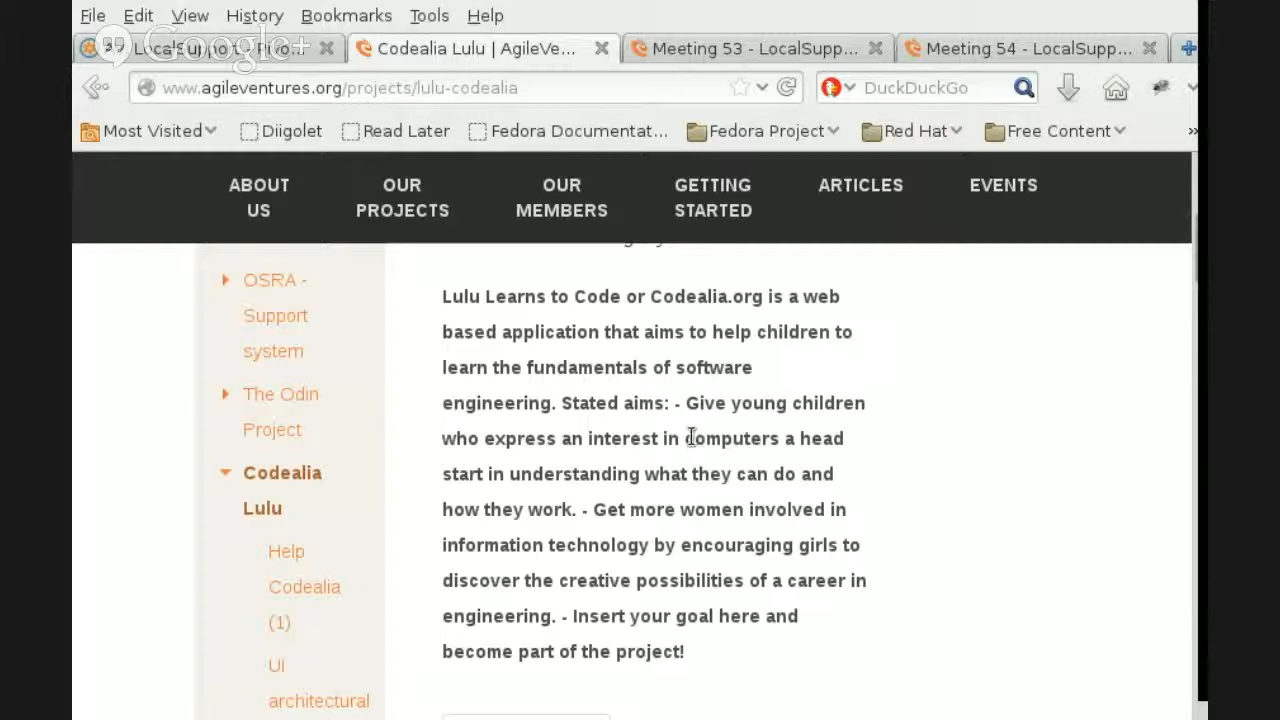 File Edit View History Bookmarks Tools Help
Google+
LocalSupport Codealia Lulu | AgileVe... Meeting 53 - LocalSupp... Meeting 54 - LocalSupp...
www.agileventures.org/projects/lulu-codealia DuckDuckGo
Most Visited Diigolet Read Later Fedora Documentat... Fedora Project Red Hat Free Content »
ABOUT US
OUR PROJECTS
OUR MEMBERS
GETTING STARTED
ARTICLES
EVENTS
OSRA -
Support
system
The Odin
Project
Codealia
Lulu
Help
Codealia
(1)
UI
architectural
Lulu Learns to Code or Codealia.org is a web
based application that aims to help children to
learn the fundamentals of software
engineering. Stated aims: - Give young children
who express an interest in computers a head
start in understanding what they can do and
how they work. - Get more women involved in
information technology by encouraging girls to
discover the creative possibilities of a career in
engineering. - Insert your goal here and
become part of the project!